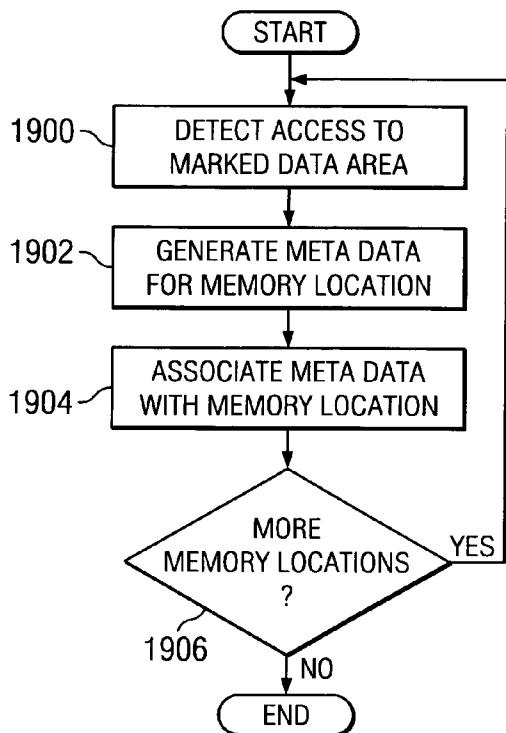 START
1900
DETECT ACCESS TO
MARKED DATA AREA
1902
GENERATE META DATA
FOR MEMORY LOCATION
1904
ASSOCIATE META DATA
WITH MEMORY LOCATION
MORE
MEMORY LOCATIONS
?
YES
1906
NO
END